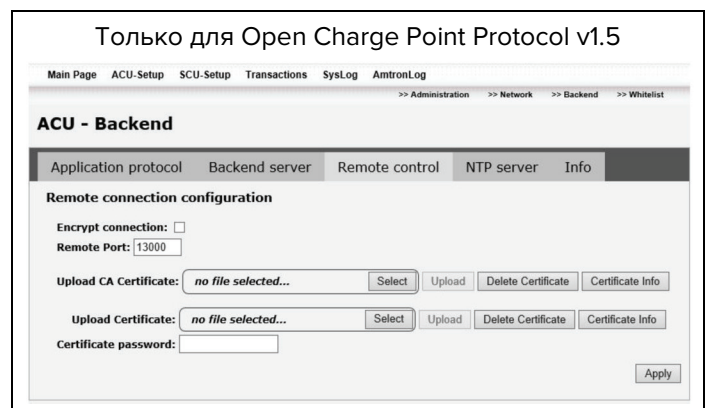 Только для Open Charge Point Protocol v1.5
Main Page ACU-Setup SCU-Setup Transactions SysLog AmtronLog
>> Administration >> Network >> Backend >> Whitelist
ACU - Backend
Application protocol Backend server Remote control NTP server Info
Remote connection configuration
Encrypt connection:
Remote Port: 13000
Upload CA Certificate: no file selected... Select Upload Delete Certificate Certificate Info
Upload Certificate: no file selected... Select Upload Delete Certificate Certificate Info
Certificate password:
Apply